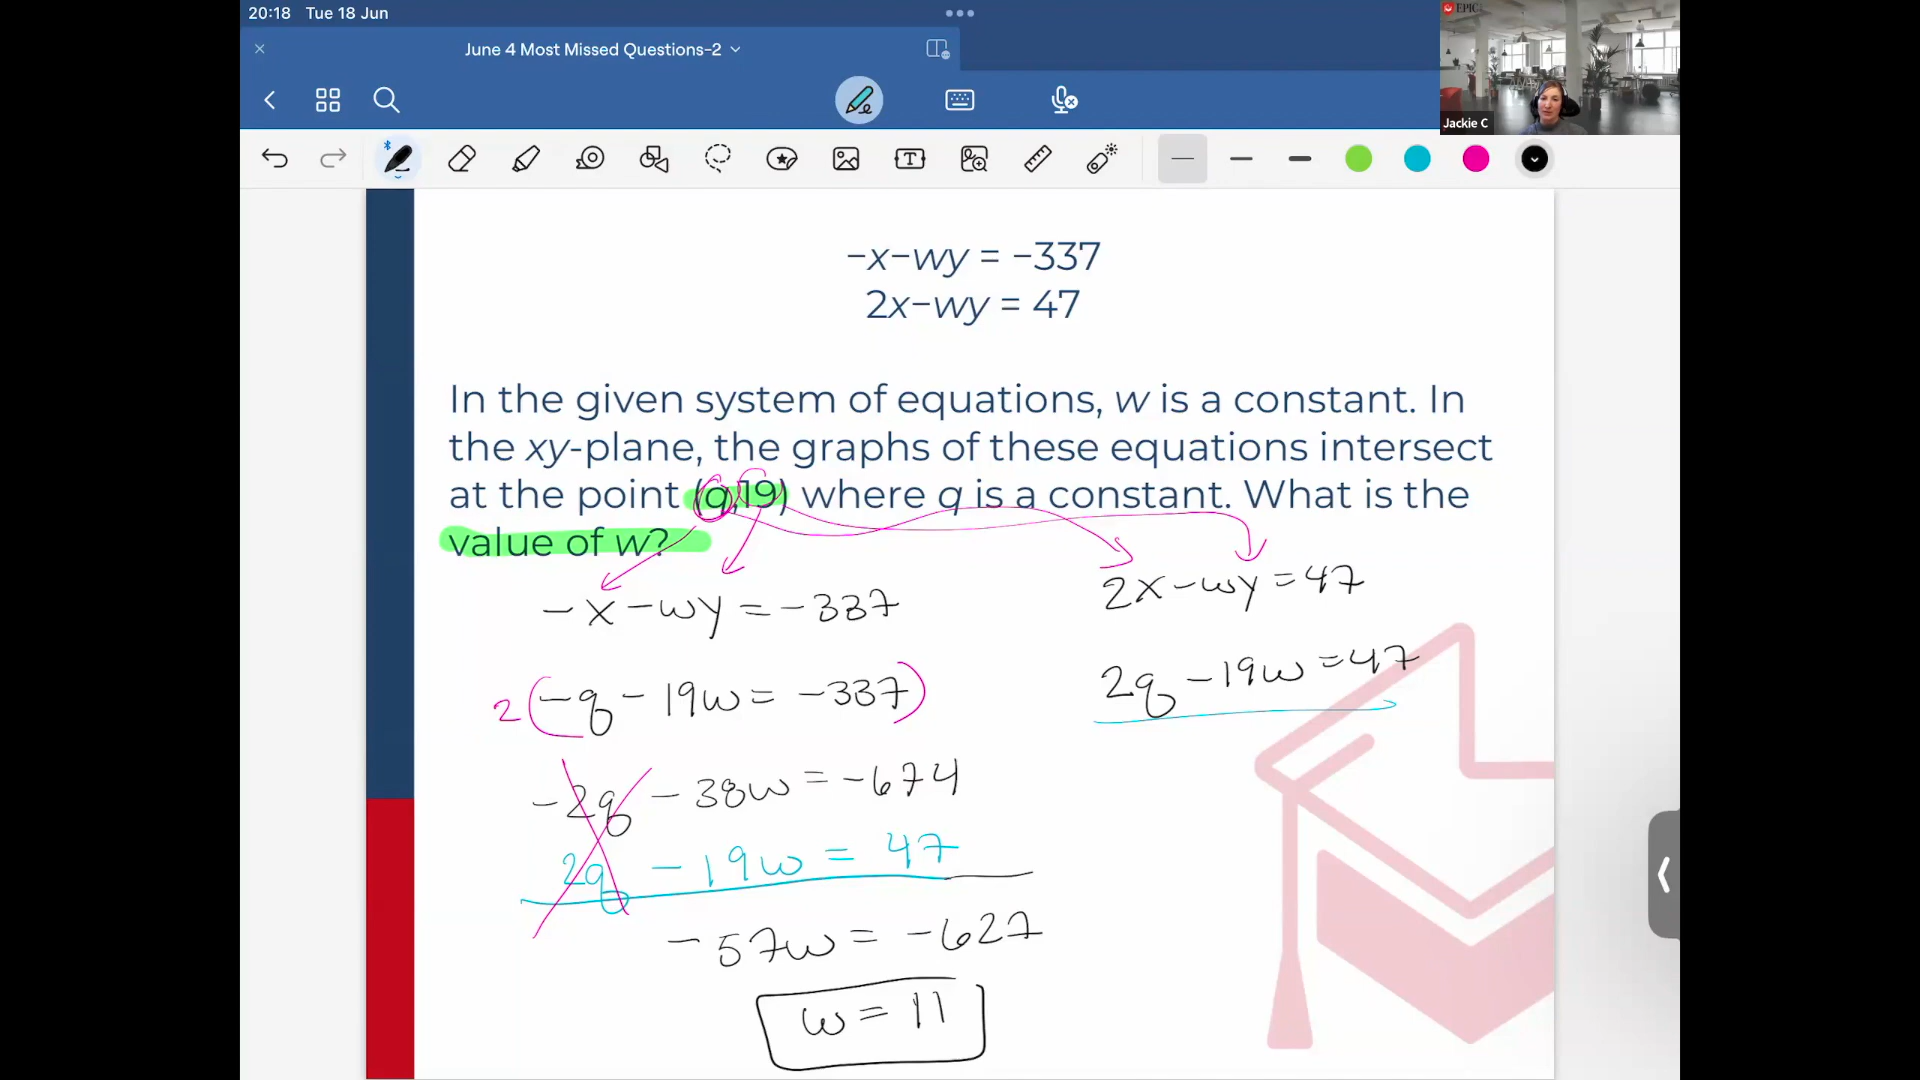 20:18 Tue 18 Jun
June 4 Most Missed Questions-2
EPIC
Jackie C
−x−wy = −337
2x−wy = 47
In the given system of equations, w is a constant. In
the xy-plane, the graphs of these equations intersect
at the point (q,19) where q is a constant. What is the
value of w?
-x-wy=-337
2x-wy=47
2(-q-19w=-337)
2q-19w=47
-2q-38w=-674
2q-19w=47
-57w=-627
w=11